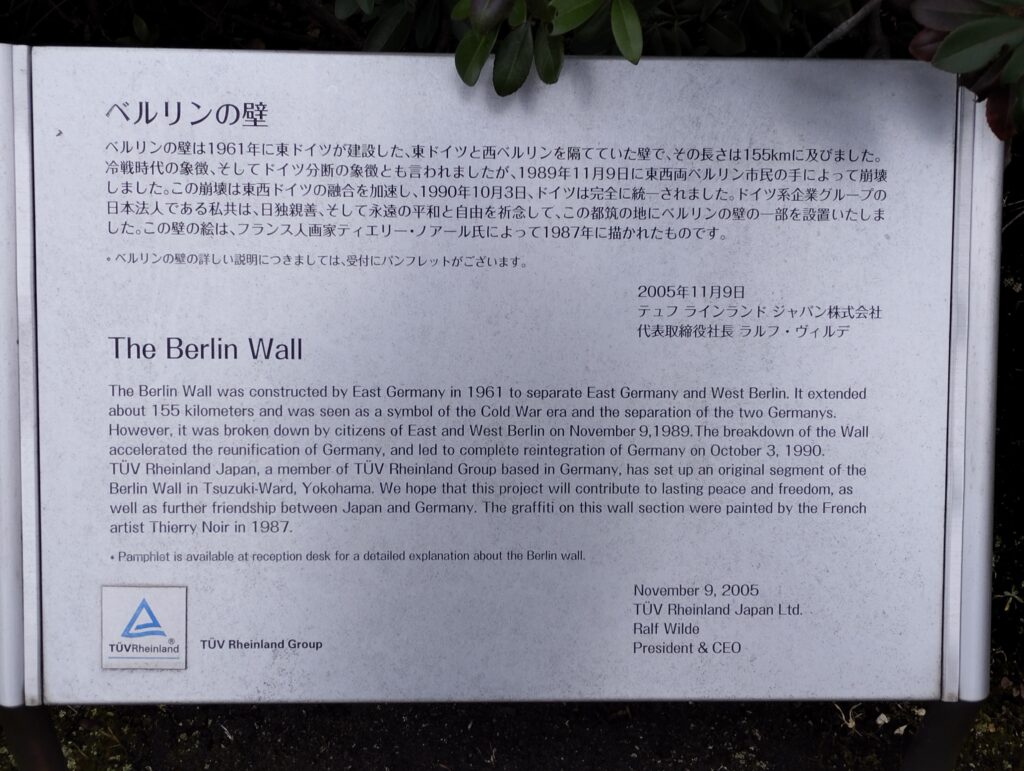 ベルリンの壁
ベルリンの壁は1961年に東ドイツが建設した、東ドイツと西ベルリンを隔てていた壁で、その長さは155kmに及びました。
冷戦時代の象徴、そしてドイツ分断の象徴とも言われましたが、1989年11月9日に東西両ベルリン市民の手によって崩壊
しました。この崩壊は東西ドイツの融合を加速し、1990年10月3日、ドイツは完全に統一されました。ドイツ系企業グループの
日本法人である私共は、日独親善、そして永遠の平和と自由を祈念して、この都筑の地にベルリンの壁の一部を設置いたしま
した。この壁の絵は、フランス人画家ティエリー・ノアール氏によって1987年に描かれたものです。
* ベルリンの壁の詳しい説明につきましては、受付にパンフレットがございます。
2005年11月9日
テュフ ラインランド ジャパン株式会社
代表取締役社長 ラルフ・ヴィルデ
The Berlin Wall
The Berlin Wall was constructed by East Germany in 1961 to separate East Germany and West Berlin. It extended
about 155 kilometers and was seen as a symbol of the Cold War era and the separation of the two Germanys.
However, it was broken down by citizens of East and West Berlin on November 9,1989. The breakdown of the Wall
accelerated the reunification of Germany, and led to complete reintegration of Germany on October 3, 1990.
TÜV Rheinland Japan, a member of TÜV Rheinland Group based in Germany, has set up an original segment of the
Berlin Wall in Tsuzuki-Ward, Yokohama. We hope that this project will contribute to lasting peace and freedom, as
well as further friendship between Japan and Germany. The graffiti on this wall section were painted by the French
artist Thierry Noir in 1987.
* Pamphlet is available at reception desk for a detailed explanation about the Berlin wall.
November 9, 2005
TÜV Rheinland Japan Ltd.
Ralf Wilde
President & CEO
TÜVRheinland®
TÜV Rheinland Group